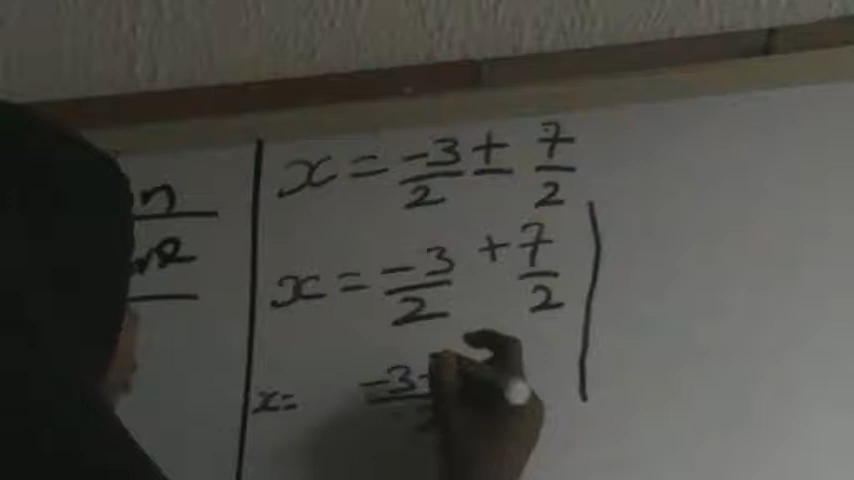 x = -3/2 ± 7/2
x = -3/2 + 7/2
x = -3